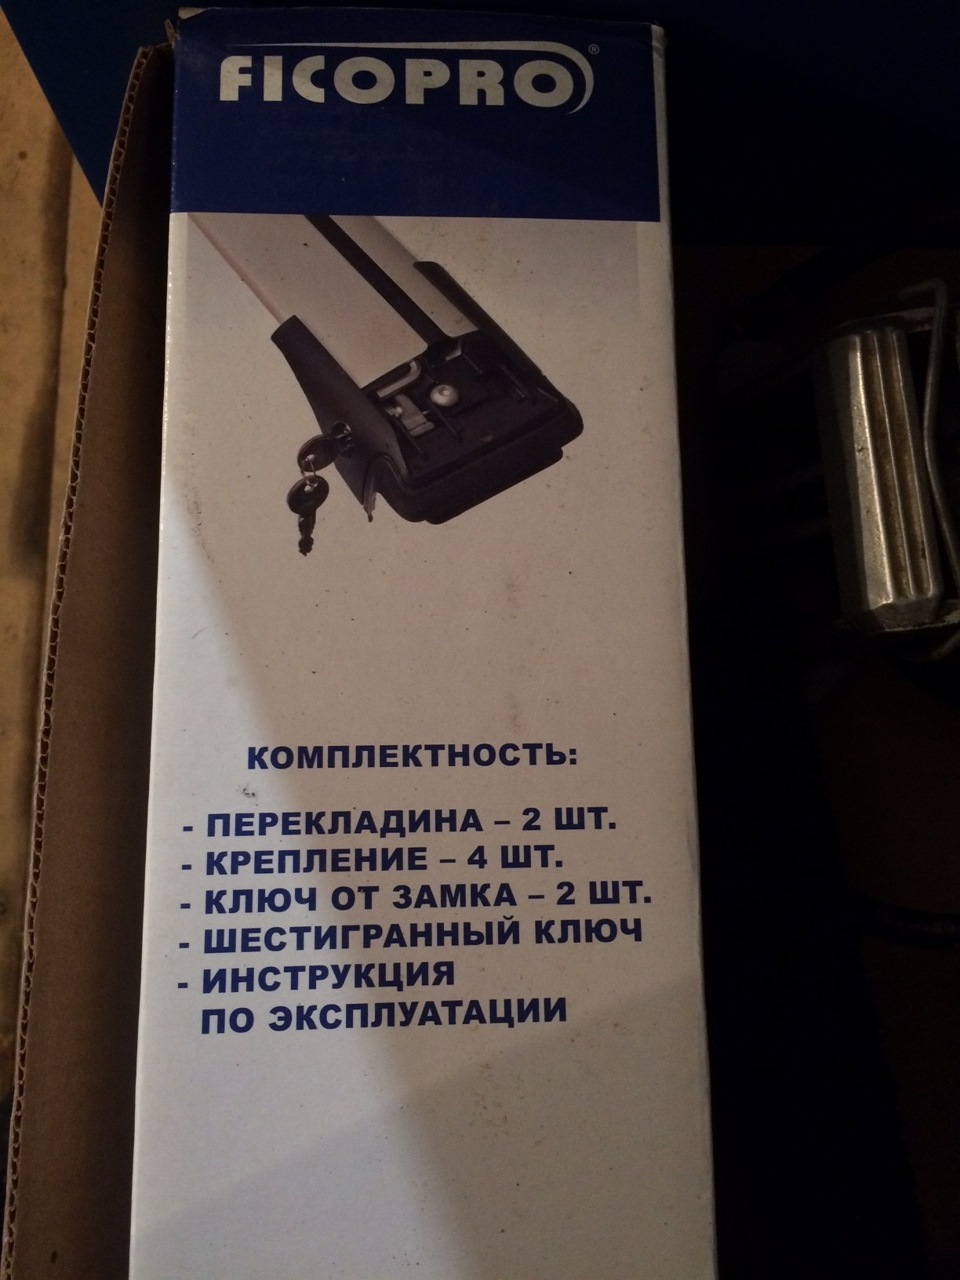 FICOPRO®
КОМПЛЕКТНОСТЬ:
- ПЕРЕКЛАДИНА – 2 ШТ.
- КРЕПЛЕНИЕ – 4 ШТ.
- КЛЮЧ ОТ ЗАМКА – 2 ШТ.
- ШЕСТИГРАННЫЙ КЛЮЧ
- ИНСТРУКЦИЯ
ПО ЭКСПЛУАТАЦИИ